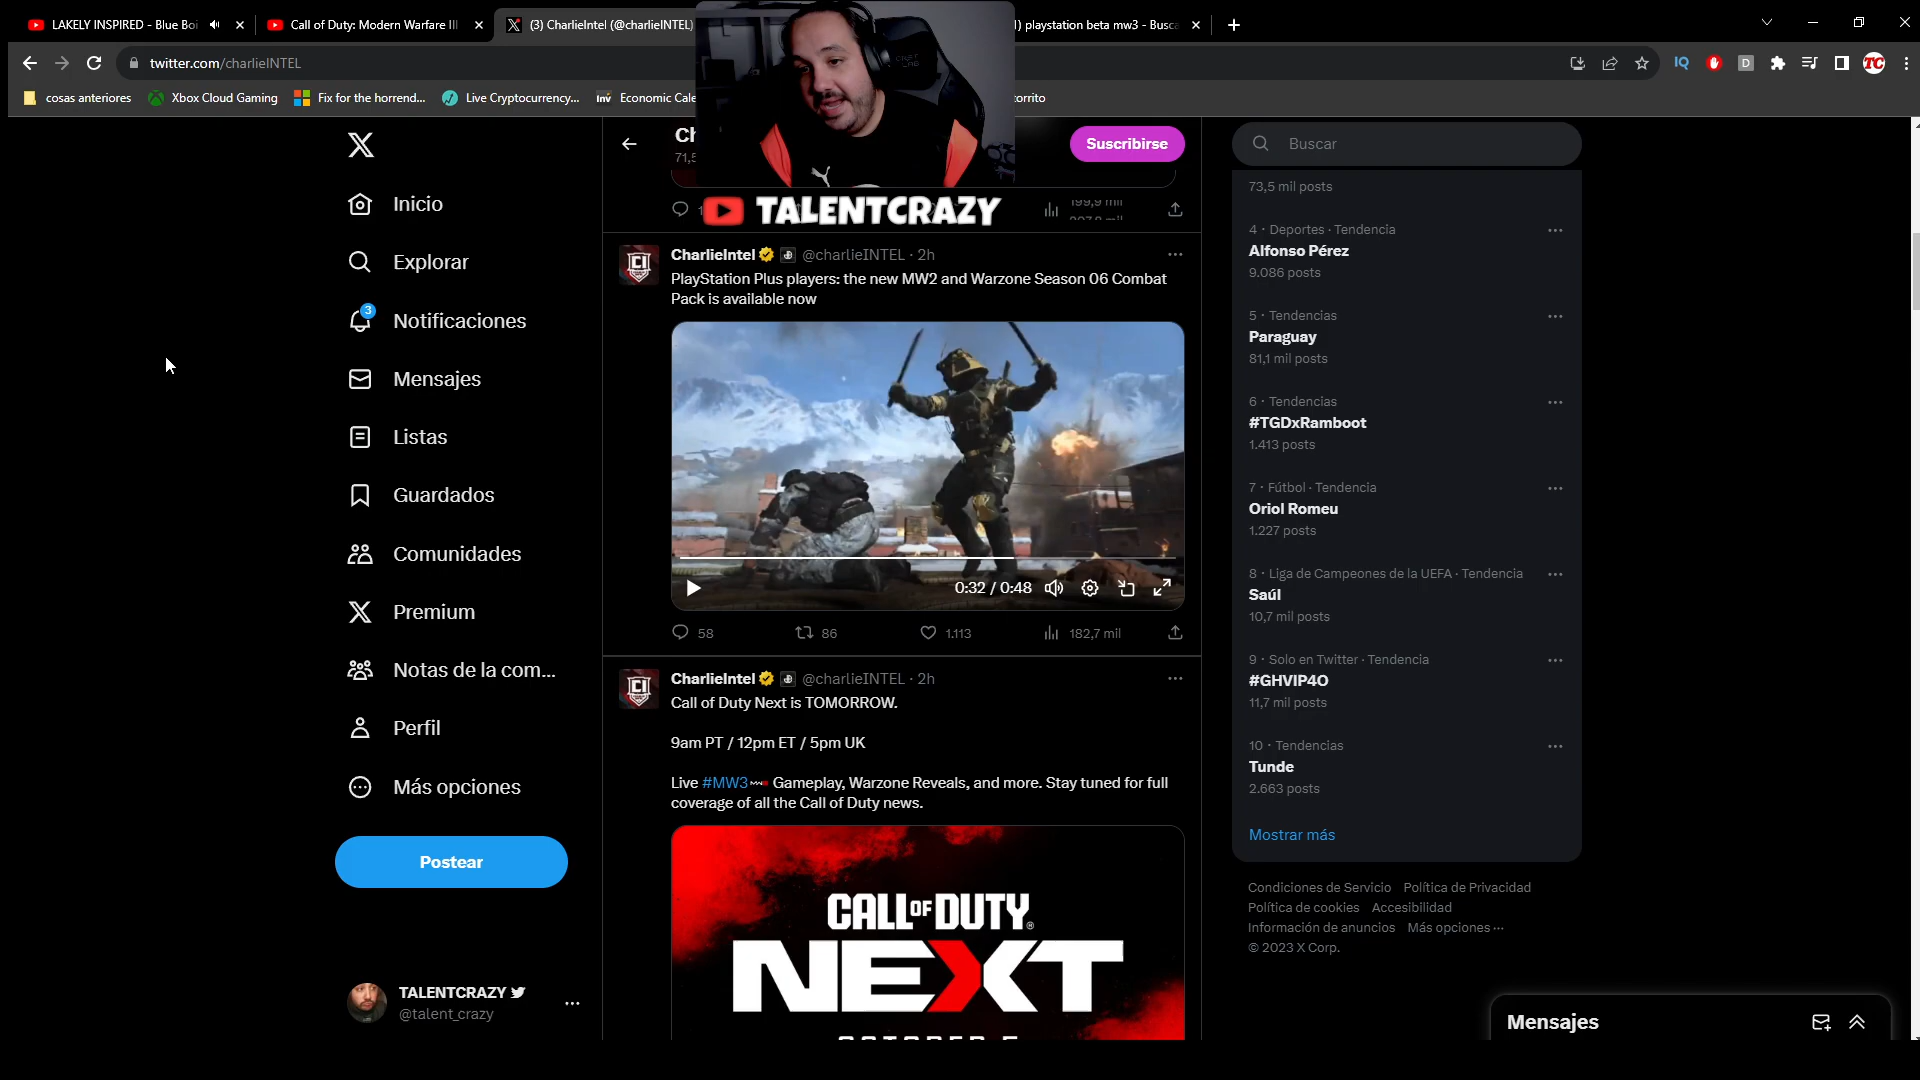 LAKELY INSPIRED - Blue Boi
Call of Duty: Modern Warfare III
(3) CharlieIntel (@charlieINTEL)
playstation beta mw3 - Busca
twitter.com/charlieINTEL
cosas anteriores
Xbox Cloud Gaming
Fix for the horrend...
Live Cryptocurrency...
Inv Economic Cale
orrito
IQ
D
TC
X
Inicio
Explorar
3
Notificaciones
Mensajes
Listas
Guardados
Comunidades
Premium
Notas de la com...
Perfil
Más opciones
Postear
TALENTCRAZY
@talent_crazy
Suscribirse
TALENTCRAZY
CI
CharlieIntel @charlieINTEL · 2h
PlayStation Plus players: the new MW2 and Warzone Season 06 Combat
Pack is available now
0:32 / 0:48
58
86
1.113
182,7 mil
CI
CharlieIntel @charlieINTEL · 2h
Call of Duty Next is TOMORROW.
9am PT / 12pm ET / 5pm UK
Live #MW3 Gameplay, Warzone Reveals, and more. Stay tuned for full
coverage of all the Call of Duty news.
CALL OF DUTY®
NEXT
Buscar
73,5 mil posts
4 · Deportes · Tendencia
Alfonso Pérez
9.086 posts
5 · Tendencias
Paraguay
81,1 mil posts
6 · Tendencias
#TGDxRamboot
1.413 posts
7 · Fútbol · Tendencia
Oriol Romeu
1.227 posts
8 · Liga de Campeones de la UEFA · Tendencia
Saúl
10,7 mil posts
9 · Solo en Twitter · Tendencia
#GHVIP4O
11,7 mil posts
10 · Tendencias
Tunde
2.663 posts
Mostrar más
Condiciones de Servicio Política de Privacidad
Política de cookies Accesibilidad
Información de anuncios Más opciones ···
© 2023 X Corp.
Mensajes